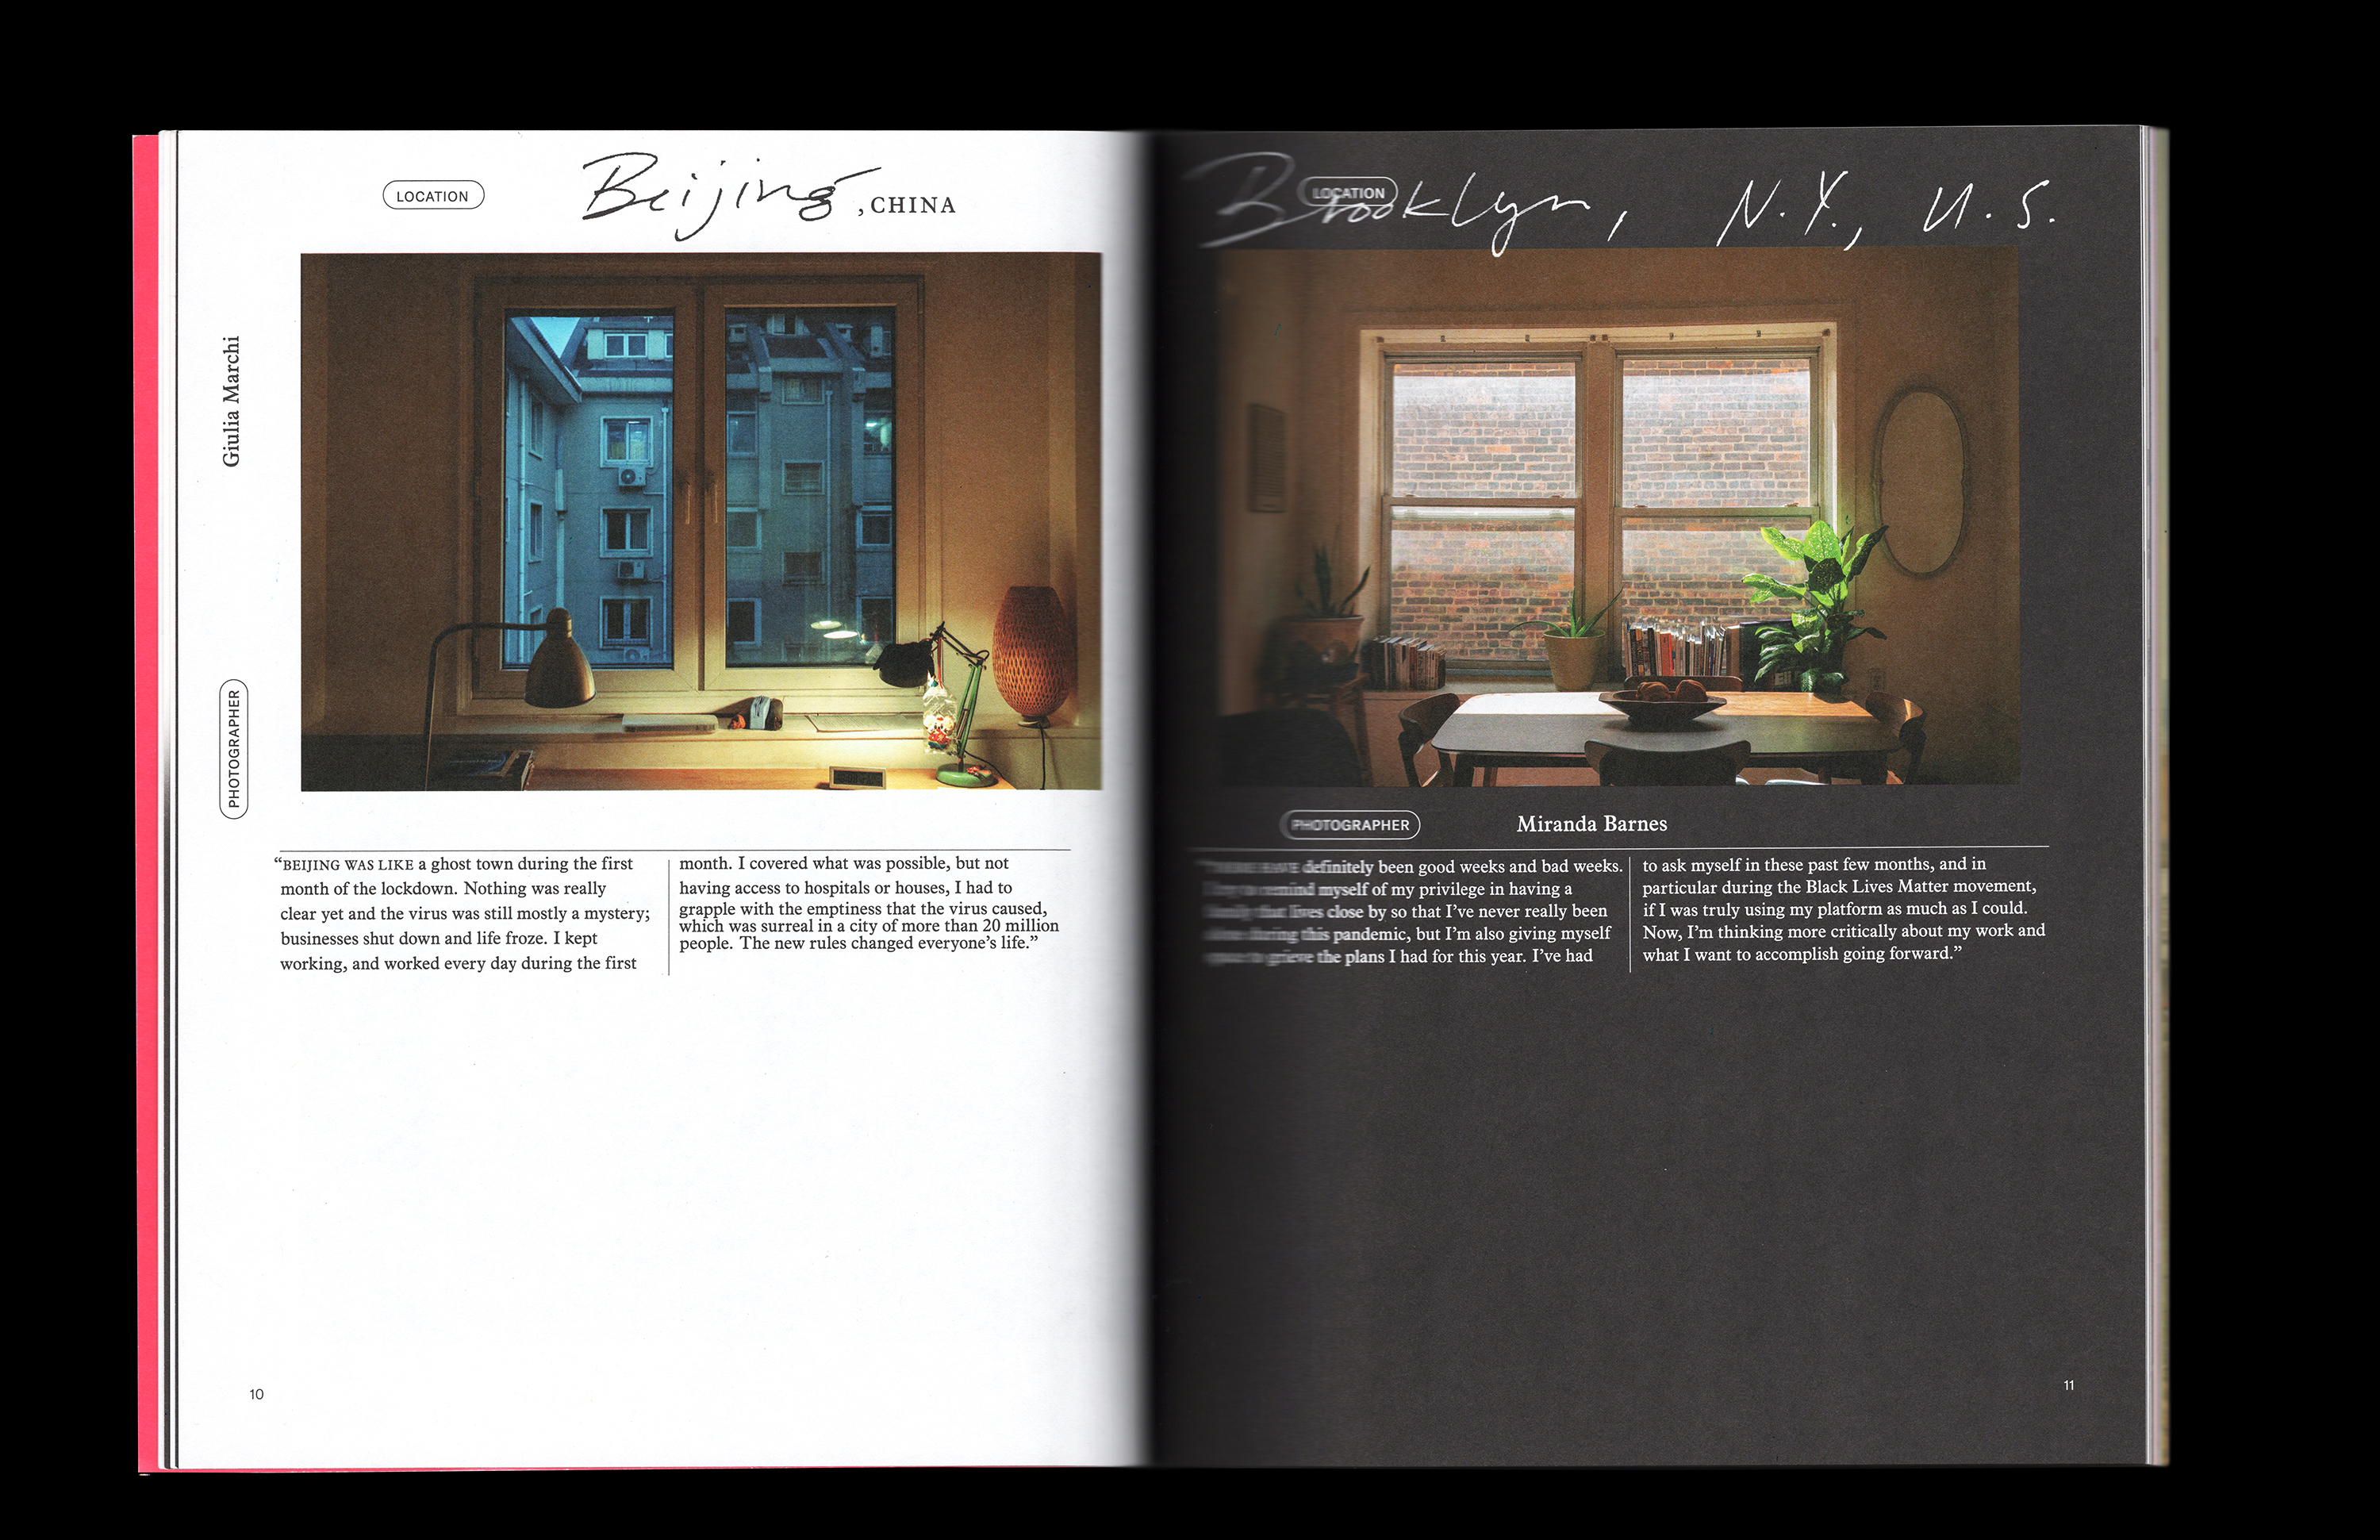 LOCATION
Beijing, CHINA
Giulia Marchi
PHOTOGRAPHER
“BEIJING WAS LIKE a ghost town during the first
month of the lockdown. Nothing was really
clear yet and the virus was still mostly a mystery;
businesses shut down and life froze. I kept
working, and worked every day during the first
month. I covered what was possible, but not
having access to hospitals or houses, I had to
grapple with the emptiness that the virus caused,
which was surreal in a city of more than 20 million
people. The new rules changed everyone’s life.”
10
LOCATION
Brooklyn, N.Y., U.S.
PHOTOGRAPHER
Miranda Barnes
definitely been good weeks and bad weeks.
remind myself of my privilege in having a
family that lives close by so that I’ve never really been
alone during this pandemic, but I’m also giving myself
space to grieve the plans I had for this year. I’ve had
to ask myself in these past few months, and in
particular during the Black Lives Matter movement,
if I was truly using my platform as much as I could.
Now, I’m thinking more critically about my work and
what I want to accomplish going forward.”
11